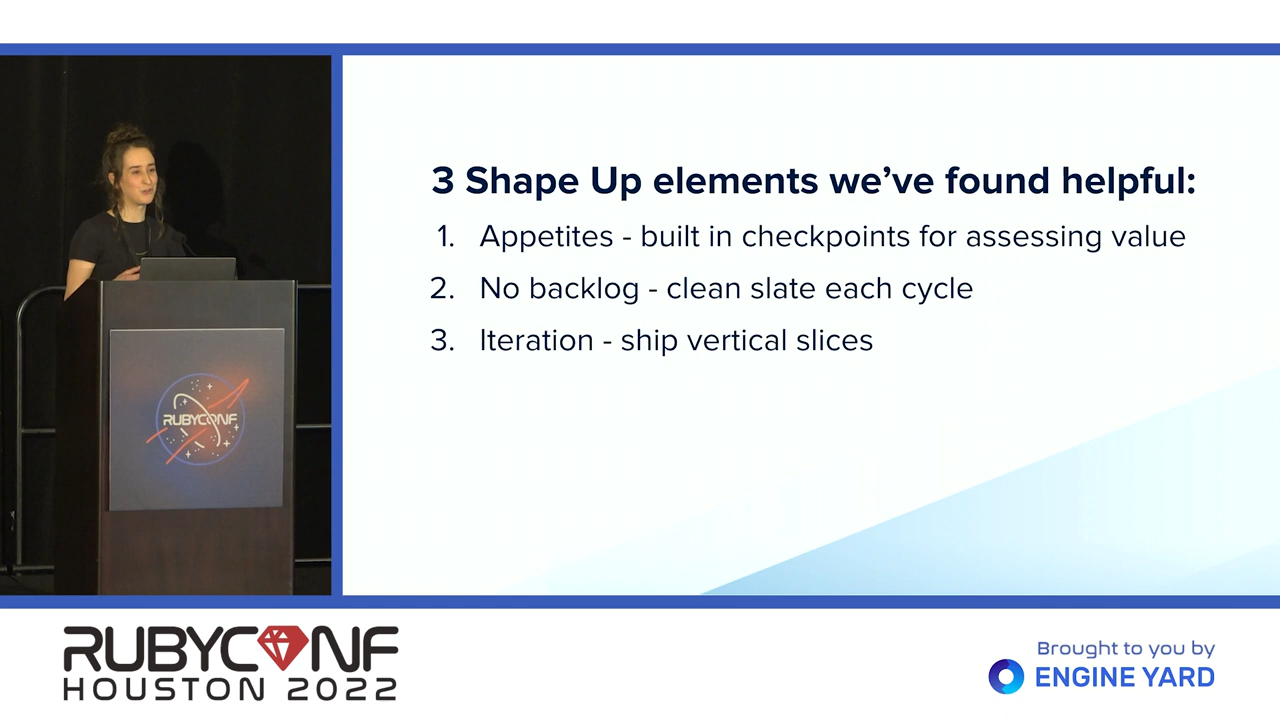 3 Shape Up elements we've found helpful:
1. Appetites - built in checkpoints for assessing value
2. No backlog - clean slate each cycle
3. Iteration - ship vertical slices
RUBYCONF
RUBYCONF
HOUSTON 2022
Brought to you by
ENGINE YARD